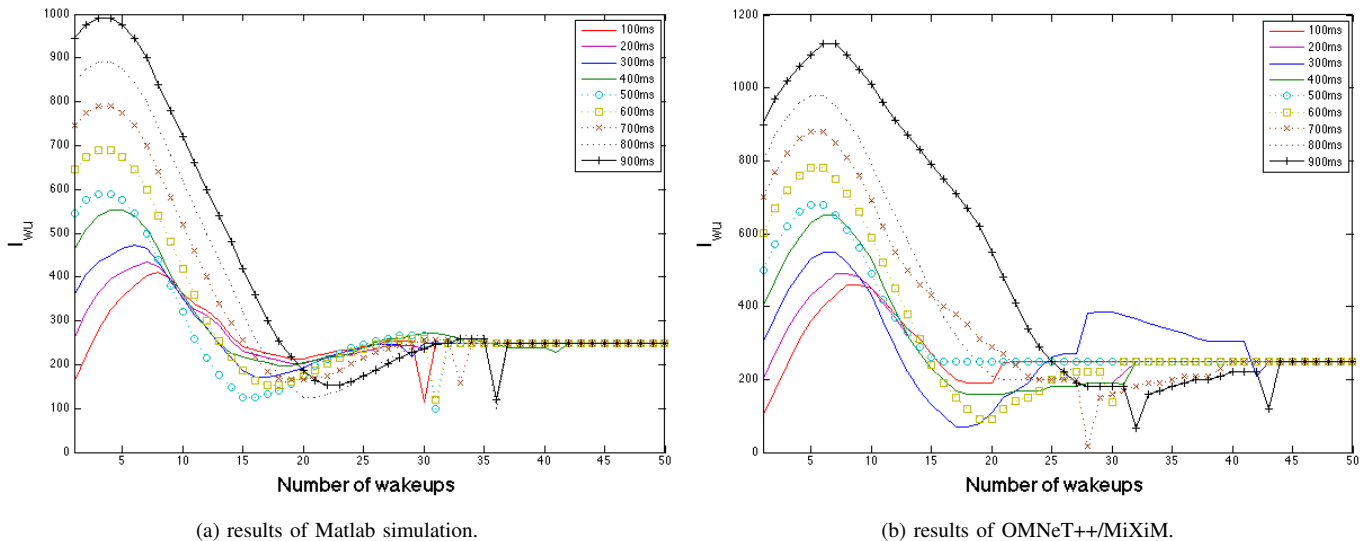 1000
900
800
700
600
500
400
300
200
100
0
I_wu
5
10
15
20
25
30
35
40
45
50
Number of wakeups
100ms
200ms
300ms
400ms
500ms
600ms
700ms
800ms
900ms
(a) results of Matlab simulation.
1200
1000
800
600
400
200
0
I_wu
5
10
15
20
25
30
35
40
45
50
Number of wakeups
100ms
200ms
300ms
400ms
500ms
600ms
700ms
800ms
900ms
(b) results of OMNeT++/MiXiM.